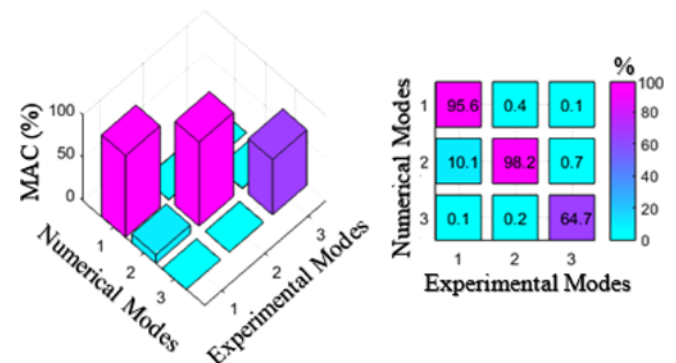 MAC (%)
100
50
0
1
2
3
Numerical Modes
1
2
3
Experimental Modes
%
Numerical Modes
1
2
3
95.6 0.4 0.1
10.1 98.2 0.7
0.1 0.2 64.7
1 2 3
Experimental Modes
100
80
60
40
20
0